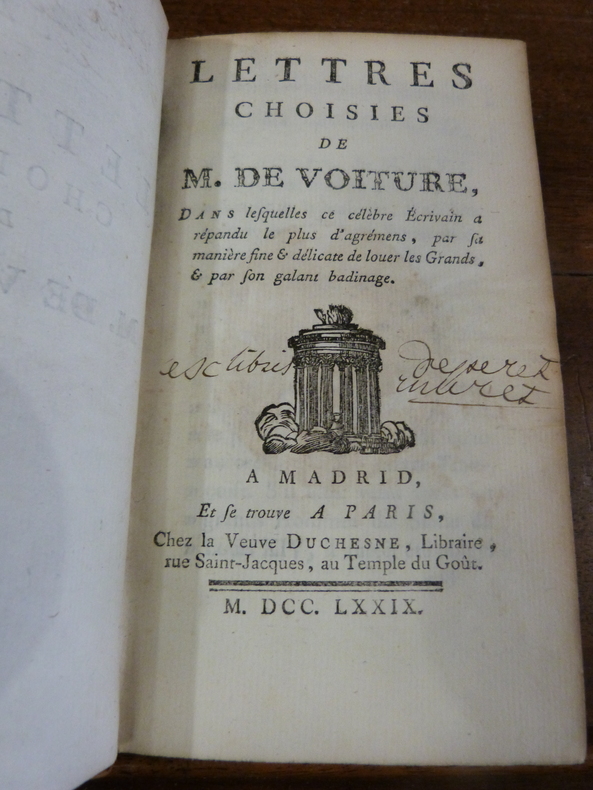 LETTRES
CHOISIES
DE
M. DE VOITURE,
DANS leſquelles ce célèbre Écrivain a
répandu le plus d'agrémens, par ſa
manière fine & délicate de louer les Grands,
& par ſon galant badinage.
ex libris
A MADRID,
Et ſe trouve A PARIS,
Chez la Veuve DUCHESNE, Libraire,
rue Saint-Jacques, au Temple du Goût.
M. DCC. LXXIX.